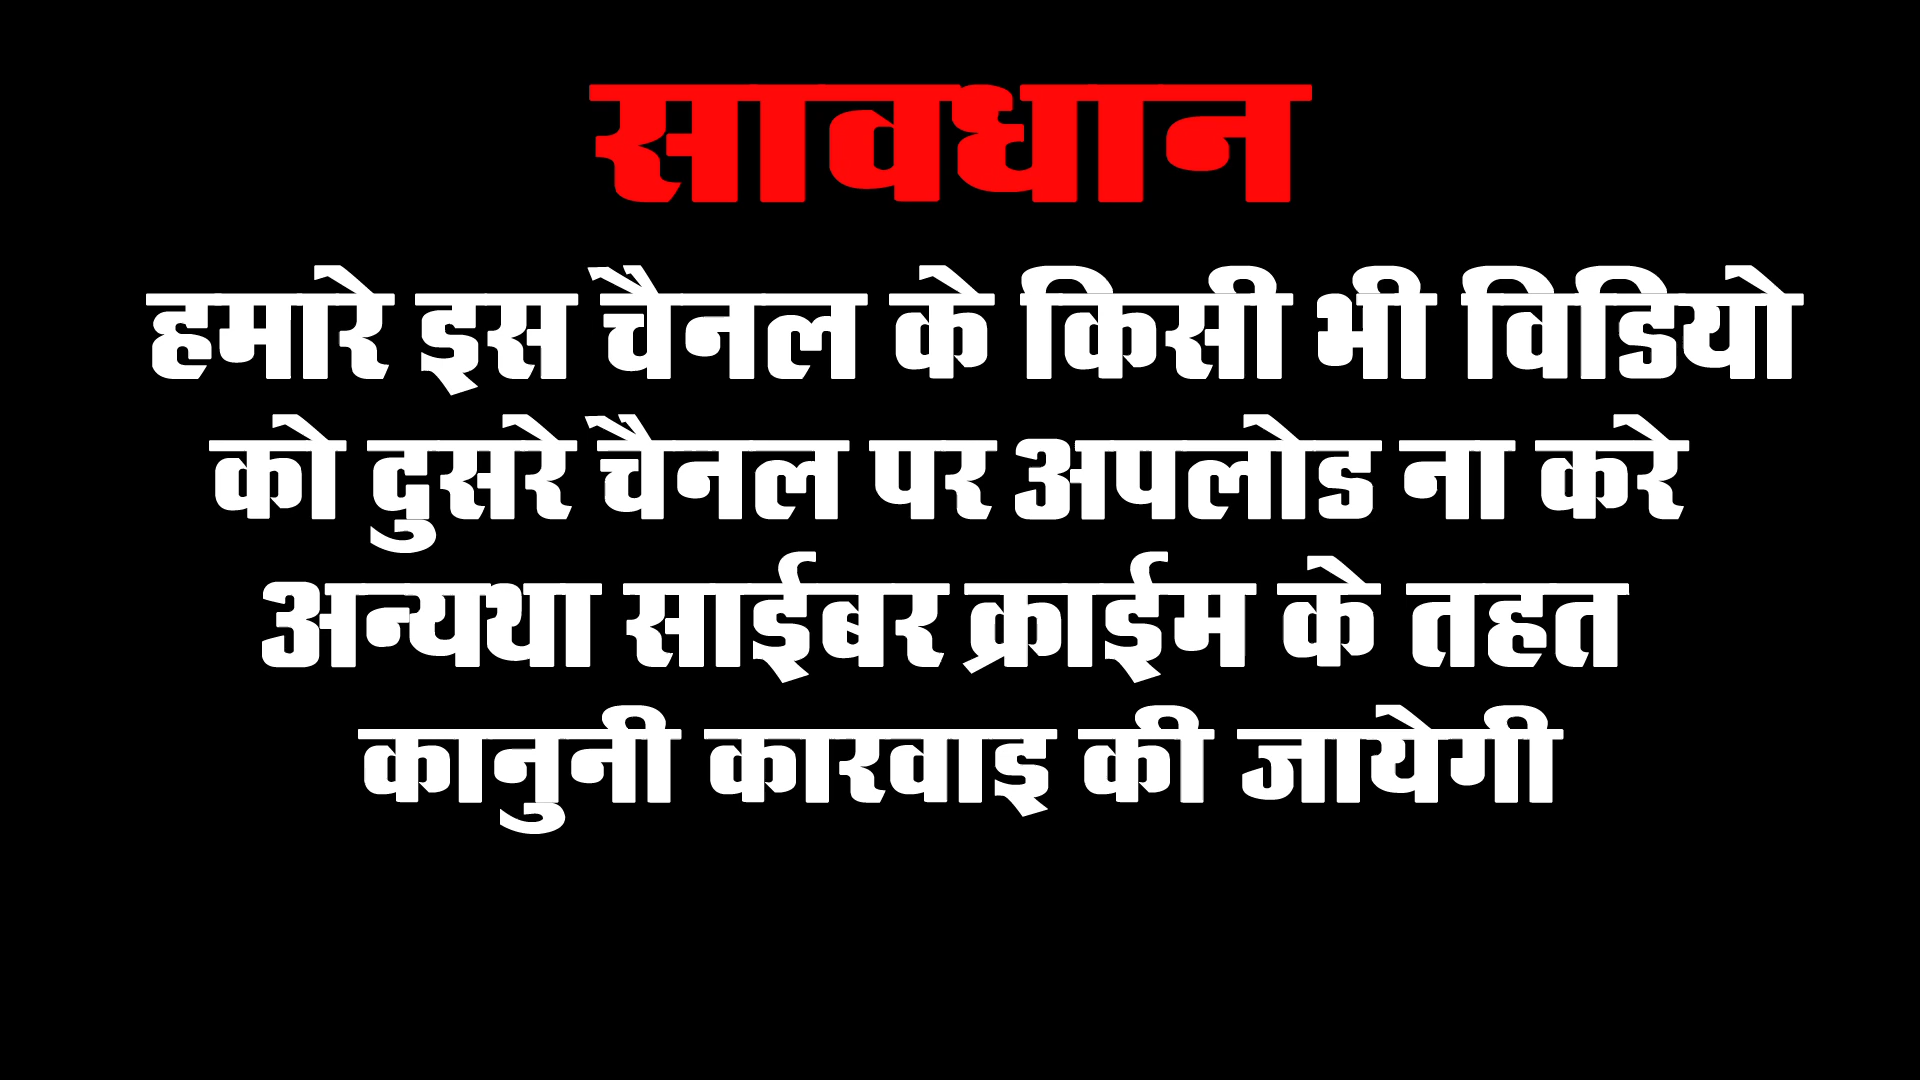 सावधान
हमारे इस चैनल के किसी भी विडियो
को दुसरे चैनल पर अपलोड ना करे
अन्यथा साईबर क्राईम के तहत
कानुनी कारवाइ की जायेगी